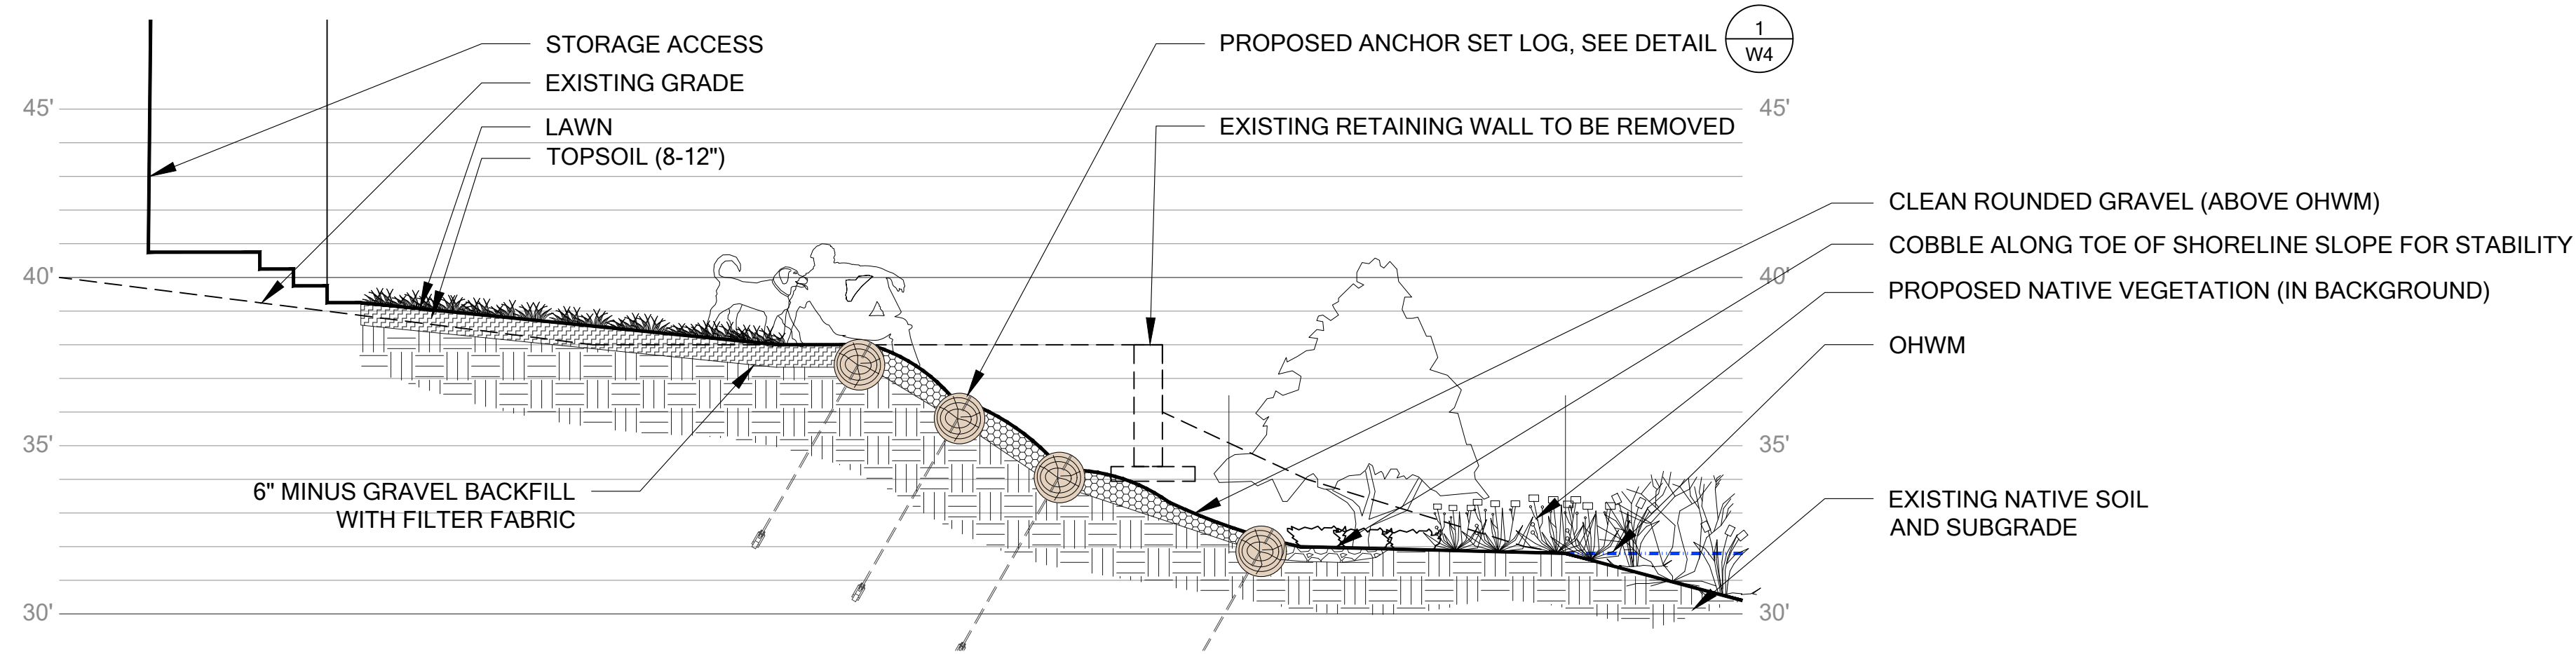 STORAGE ACCESS
EXISTING GRADE
LAWN
TOPSOIL (8-12")
6" MINUS GRAVEL BACKFILL
WITH FILTER FABRIC
PROPOSED ANCHOR SET LOG, SEE DETAIL
1
W4
EXISTING RETAINING WALL TO BE REMOVED
CLEAN ROUNDED GRAVEL (ABOVE OHWM)
COBBLE ALONG TOE OF SHORELINE SLOPE FOR STABILITY
PROPOSED NATIVE VEGETATION (IN BACKGROUND)
OHWM
EXISTING NATIVE SOIL
AND SUBGRADE
45'
40'
35'
30'
45'
40'
35'
30'